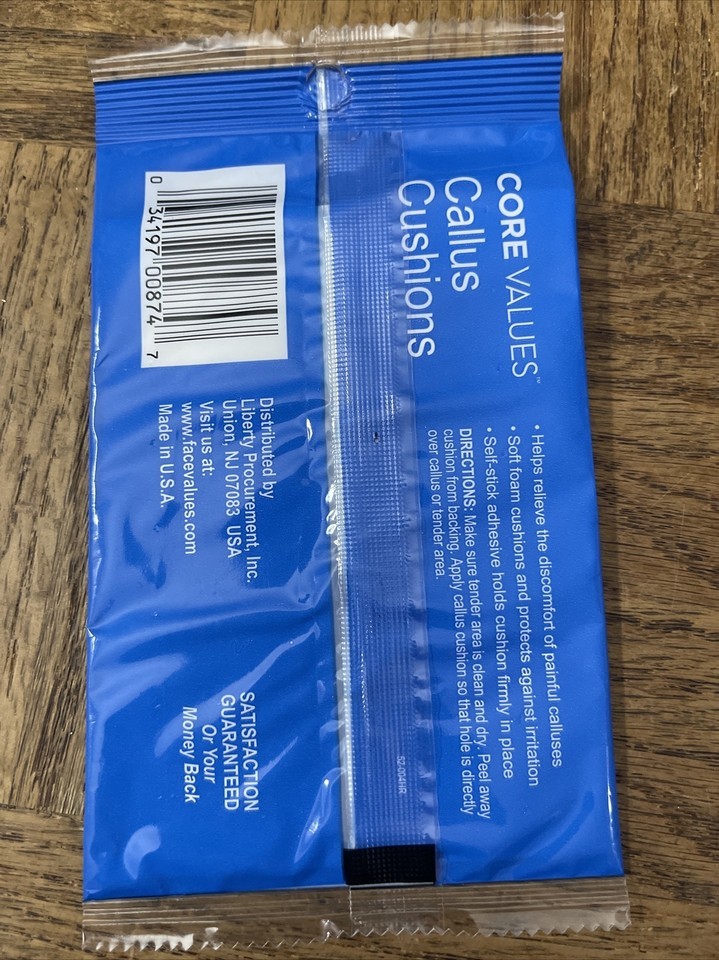 CORE VALUES™
Callus
Cushions
• Helps relieve the discomfort of painful calluses
• Soft foam cushions and protects against irritation
• Self-stick adhesive holds cushion firmly in place
DIRECTIONS: Make sure tender area is clean and dry. Peel away
cushion from backing. Apply callus cushion so that hole is directly
over callus or tender area.
52-004HR
0 34197 00874 7
Distributed by
Liberty Procurement, Inc.
Union, NJ 07083 USA
Visit us at:
www.facevalues.com
Made in U.S.A.
SATISFACTION
GUARANTEED
Or Your
Money Back